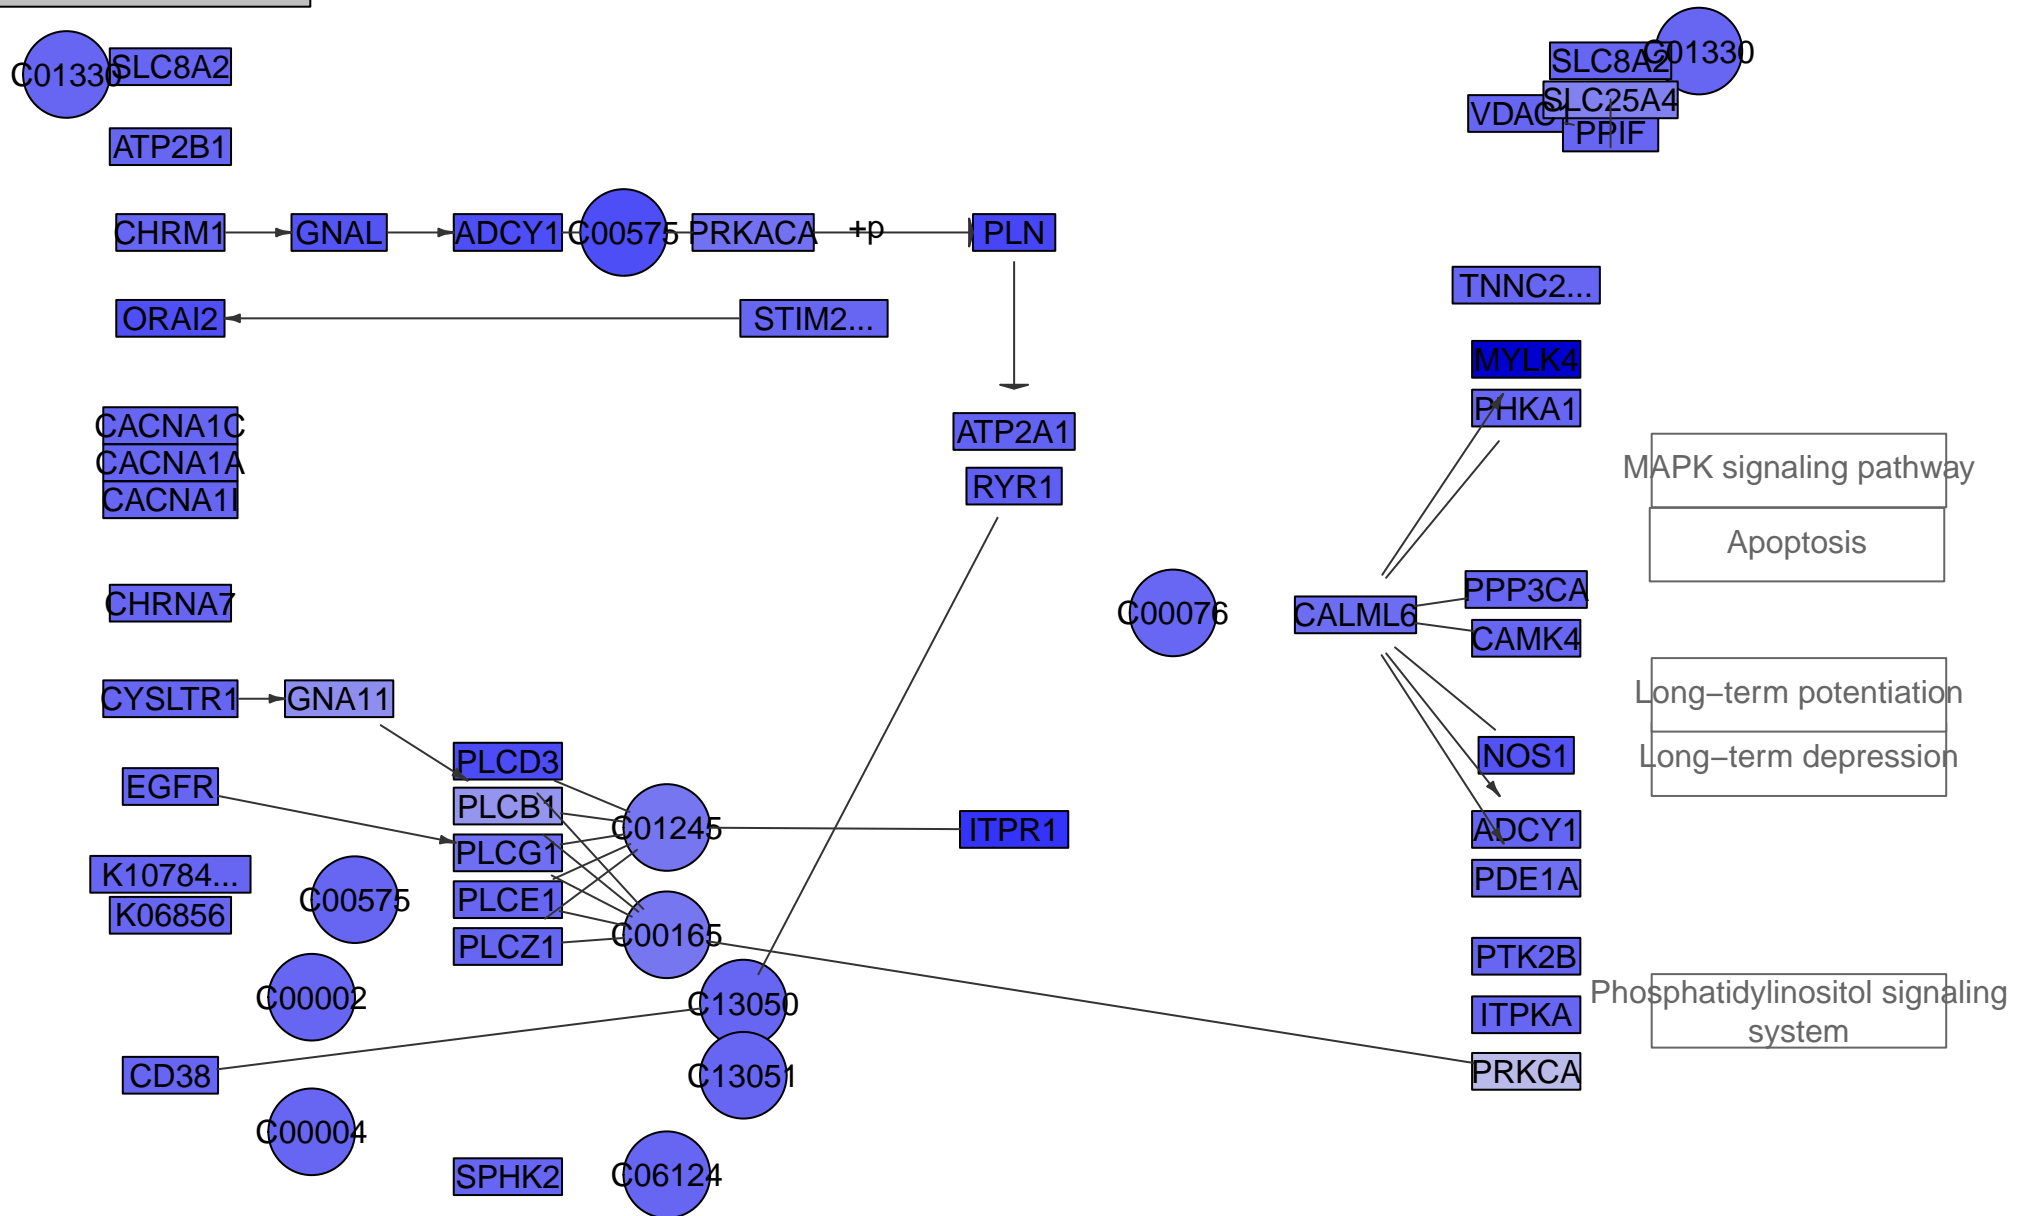 C01330
SLC8A2
SLC8A2
C01330
SLC25A4
VDAC1
PPIF
ATP2B1
CHRM1
GNAL
ADCY1
C00575
PRKACA
+p
PLN
TNNC2...
ORAI2
STIM2...
MYLK4
PHKA1
CACNA1C
CACNA1A
CACNA1I
ATP2A1
RYR1
MAPK signaling pathway
Apoptosis
CHRNA7
C00076
CALML6
PPP3CA
CAMK4
CYSLTR1
GNA11
Long−term potentiation
Long−term depression
NOS1
PLCD3
EGFR
PLCB1
C01245
ITPR1
ADCY1
PLCG1
K10784...
PDE1A
C00575
PLCE1
K06856
C00165
PLCZ1
PTK2B
C00002
C13050
ITPKA
Phosphatidylinositol signaling
system
CD38
C13051
PRKCA
C00004
SPHK2
C06124